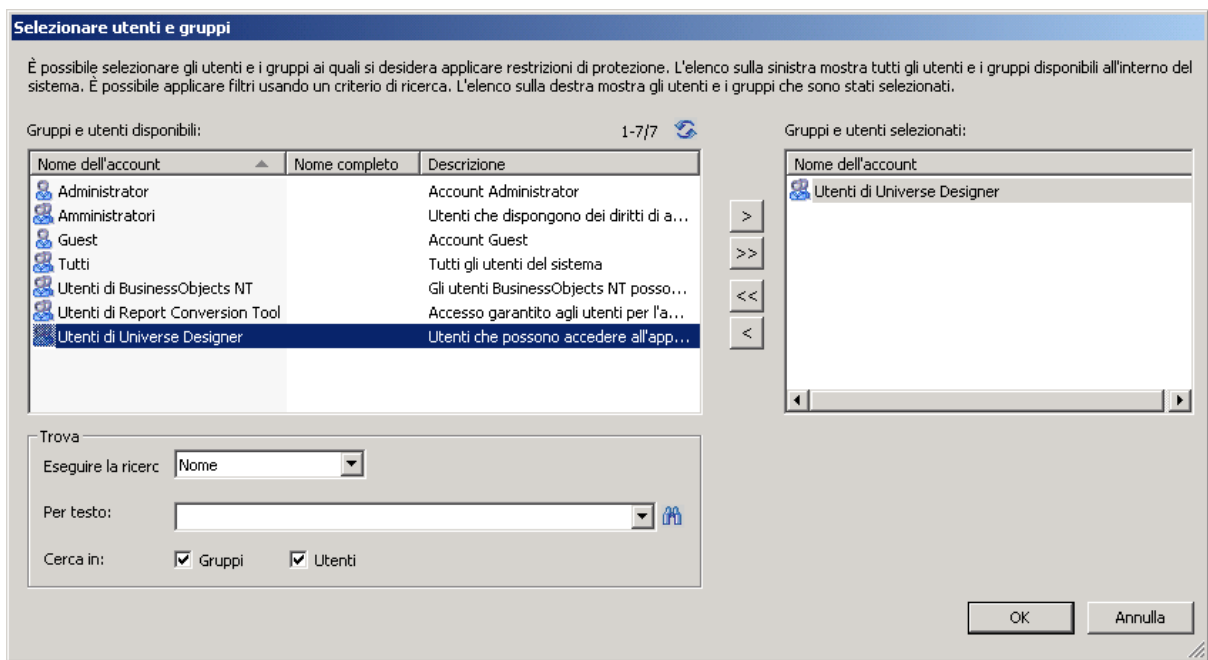 Selezionare utenti e gruppi
È possibile selezionare gli utenti e i gruppi ai quali si desidera applicare restrizioni di protezione. L'elenco sulla sinistra mostra tutti gli utenti e i gruppi disponibili all'interno del
sistema. È possibile applicare filtri usando un criterio di ricerca. L'elenco sulla destra mostra gli utenti e i gruppi che sono stati selezionati.
Gruppi e utenti disponibili: 1-7/7
Nome dell'account Nome completo Descrizione
Administrator Account Administrator
Amministratori Utenti che dispongono dei diritti di a...
Guest Account Guest
Tutti Tutti gli utenti del sistema
Utenti di BusinessObjects NT Gli utenti BusinessObjects NT posso...
Utenti di Report Conversion Tool Accesso garantito agli utenti per l'a...
Utenti di Universe Designer Utenti che possono accedere all'app...
>
>>
<<
<
Gruppi e utenti selezionati:
Nome dell'account
Utenti di Universe Designer
Trova
Eseguire la ricerc Nome
Per testo:
Cerca in: Gruppi Utenti
OK Annulla